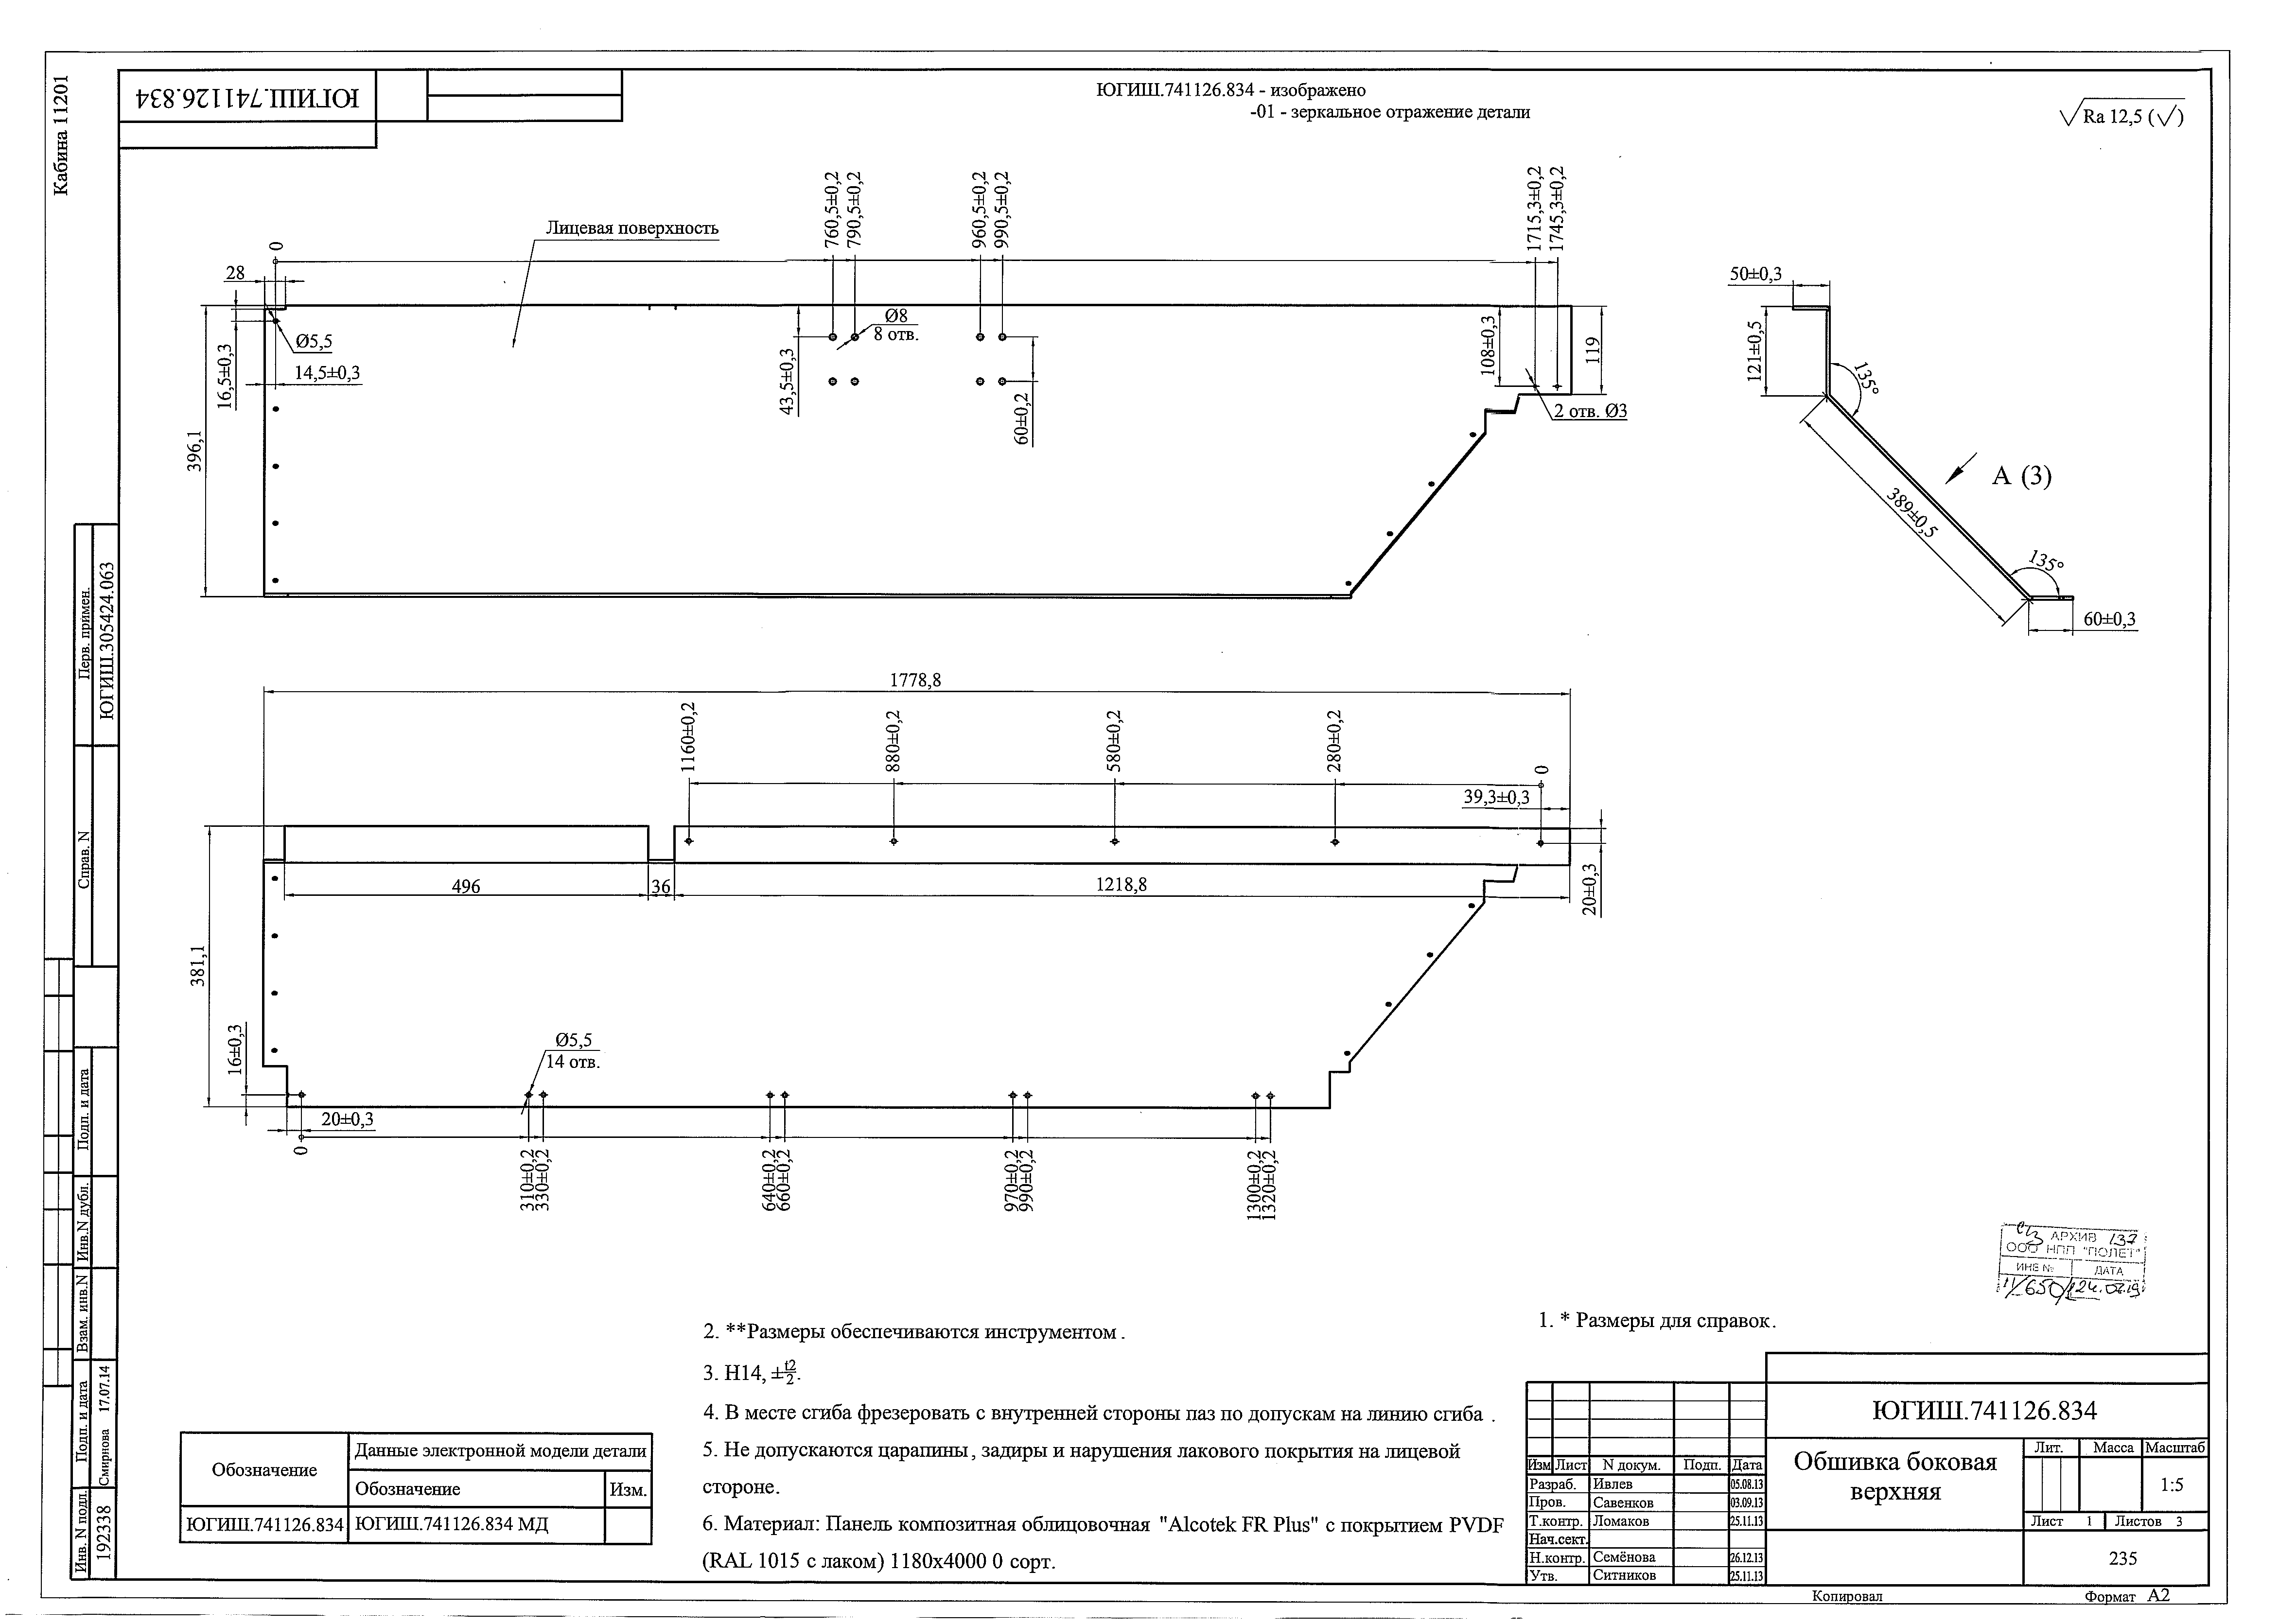 Кабина 11201
ЮГИШ.741126.834
ЮГИШ.741126.834 - изображено
-01 - зеркальное отражение детали
Ra 12,5 (√)
Лицевая поверхность
0
760,5±0,2
790,5±0,2
960,5±0,2
990,5±0,2
1715,3±0,2
1745,3±0,2
28
Ø5,5
16,5±0,3
14,5±0,3
396,1
Ø8
8 отв.
43,5±0,3
60±0,2
108±0,3
119
2 отв. Ø3
50±0,3
121±0,5
135°
А (3)
389±0,5
135°
60±0,3
1778,8
1160±0,2
880±0,2
580±0,2
280±0,2
0
39,3±0,3
20±0,3
496
36
1218,8
381,1
16±0,3
Ø5,5
14 отв.
20±0,3
0
310±0,2
330±0,2
640±0,2
660±0,2
970±0,2
990±0,2
1300±0,2
1320±0,2
Перв. примен.
ЮГИШ.305424.063
Справ. N
Подп. и дата
Инв.N дубл.
Взам. инв.N
Подп. и дата
Смирнова 17.07.14
Инв. N подл.
192338
АРХИВ 137
ООО НПП "ПОЛЕТ"
ИНВ № ДАТА
1. * Размеры для справок.
2. **Размеры обеспечиваются инструментом.
3. H14, ±t2/2.
4. В месте сгиба фрезеровать с внутренней стороны паз по допускам на линию сгиба .
5. Не допускаются царапины, задиры и нарушения лакового покрытия на лицевой
стороне.
6. Материал: Панель композитная облицовочная "Alcotek FR Plus" с покрытием PVDF
(RAL 1015 с лаком) 1180x4000 0 сорт.
Обозначение
Данные электронной модели детали
Обозначение Изм.
ЮГИШ.741126.834 ЮГИШ.741126.834 МД
ЮГИШ.741126.834
Обшивка боковая
верхняя
Лит. Масса Масштаб
1:5
Лист 1 Листов 3
235
Изм Лист N докум. Подп. Дата
Разраб. Ивлев 05.08.13
Пров. Савенков 03.09.13
Т.контр. Ломаков 25.11.13
Нач.сект.
Н.контр. Семёнова 26.12.13
Утв. Ситников 25.11.13
Копировал Формат А2